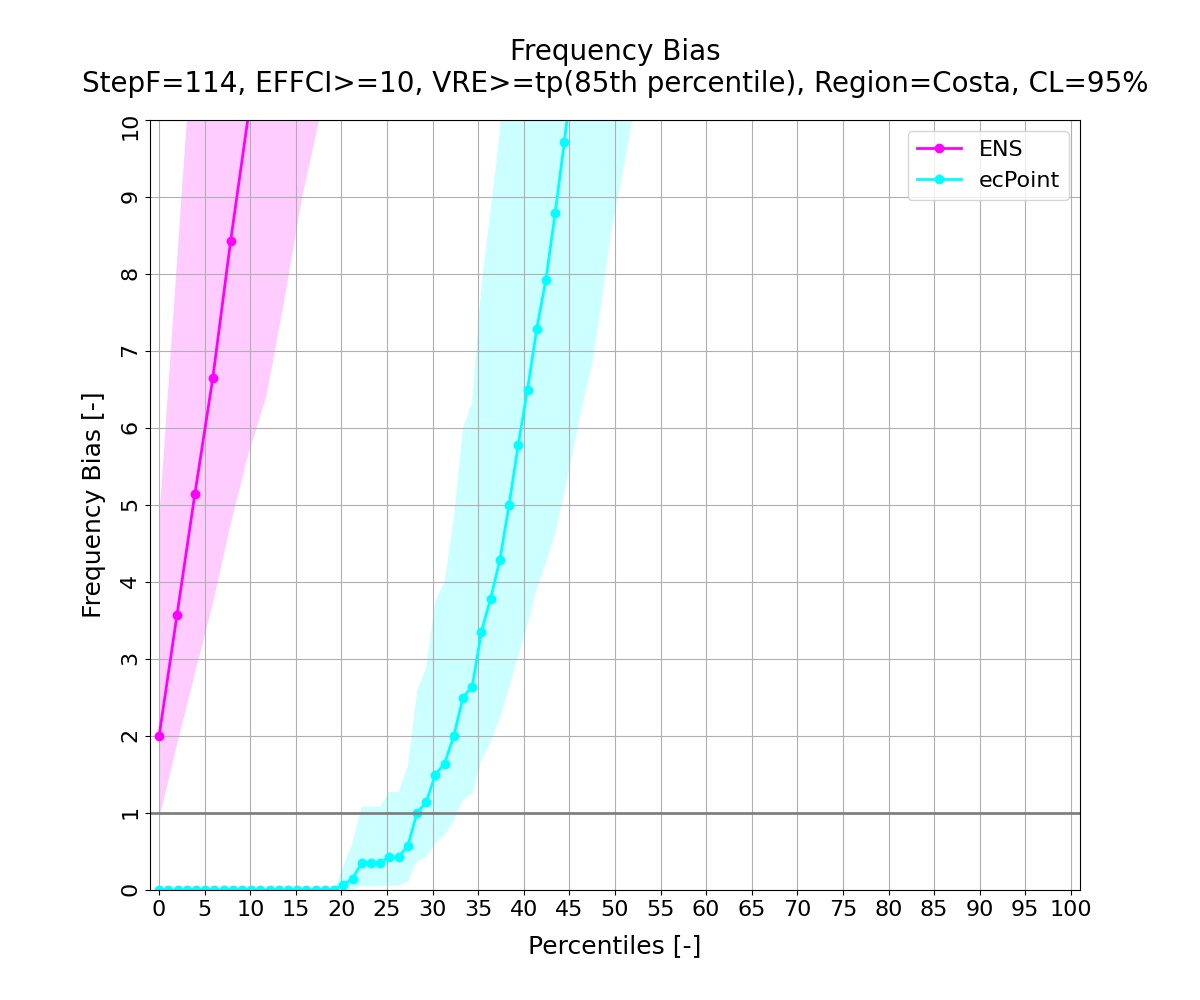 Frequency Bias
StepF=114, EFFCI>=10, VRE>=tp(85th percentile), Region=Costa, CL=95%
ENS
ecPoint
Frequency Bias [-]
10
9
8
7
6
5
4
3
2
1
0
0 5 10 15 20 25 30 35 40 45 50 55 60 65 70 75 80 85 90 95 100
Percentiles [-]